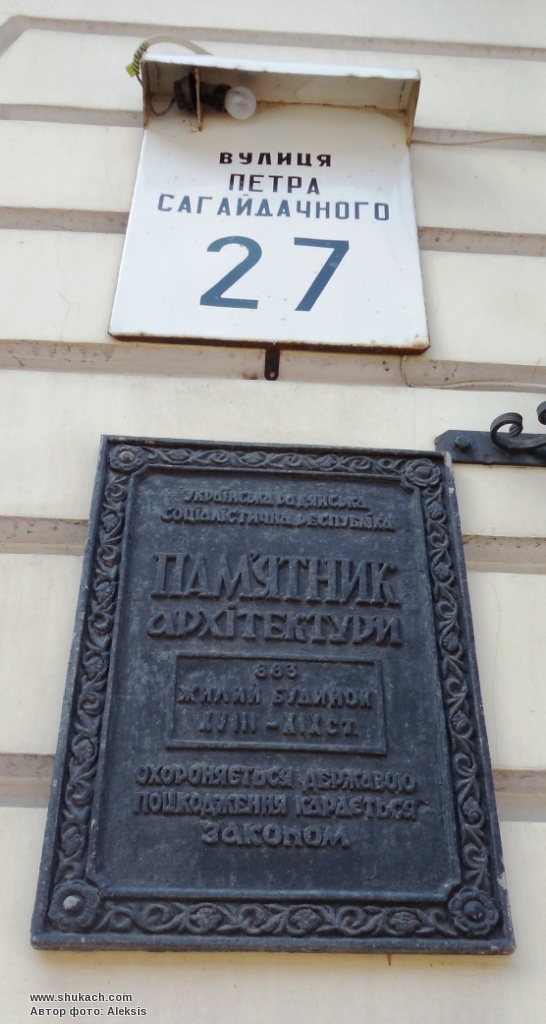 ВУЛИЦЯ
ПЕТРА
САГАЙДАЧНОГО
27
УКРАЇНСЬКА РАДЯНСЬКА
СОЦІАЛІСТИЧНА РЕСПУБЛІКА
ПАМ'ЯТНИК
АРХІТЕКТУРИ
863
ЖИЛИЙ БУДИНОК
XVIII – XIX СТ.
ОХОРОНЯЄТЬСЯ ДЕРЖАВОЮ
ПОШКОДЖЕННЯ КАРАЄТЬСЯ
ЗАКОНОМ
www.shukach.com
Автор фото: Aleksis